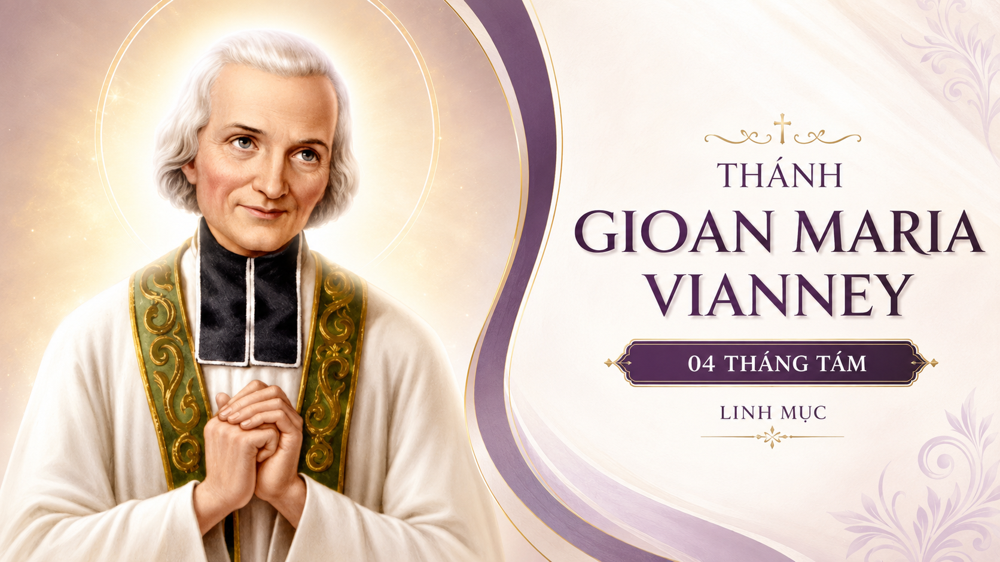 THÁNH
GIOAN MARIA
VIANNEY
04 THÁNG TÁM
LINH MỤC